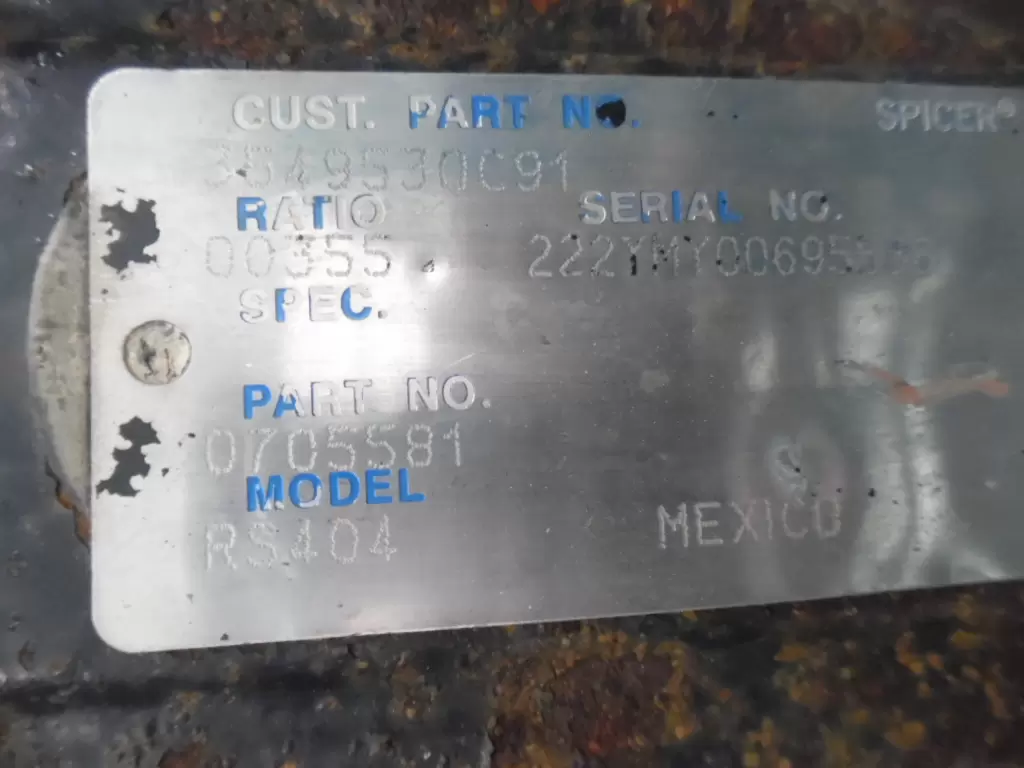 CUST. PART NO. SPICER®
3549530C91
RATIO SERIAL NO.
00355
SPEC.
PART NO.
0705581
MODEL
RS404 MEXICO